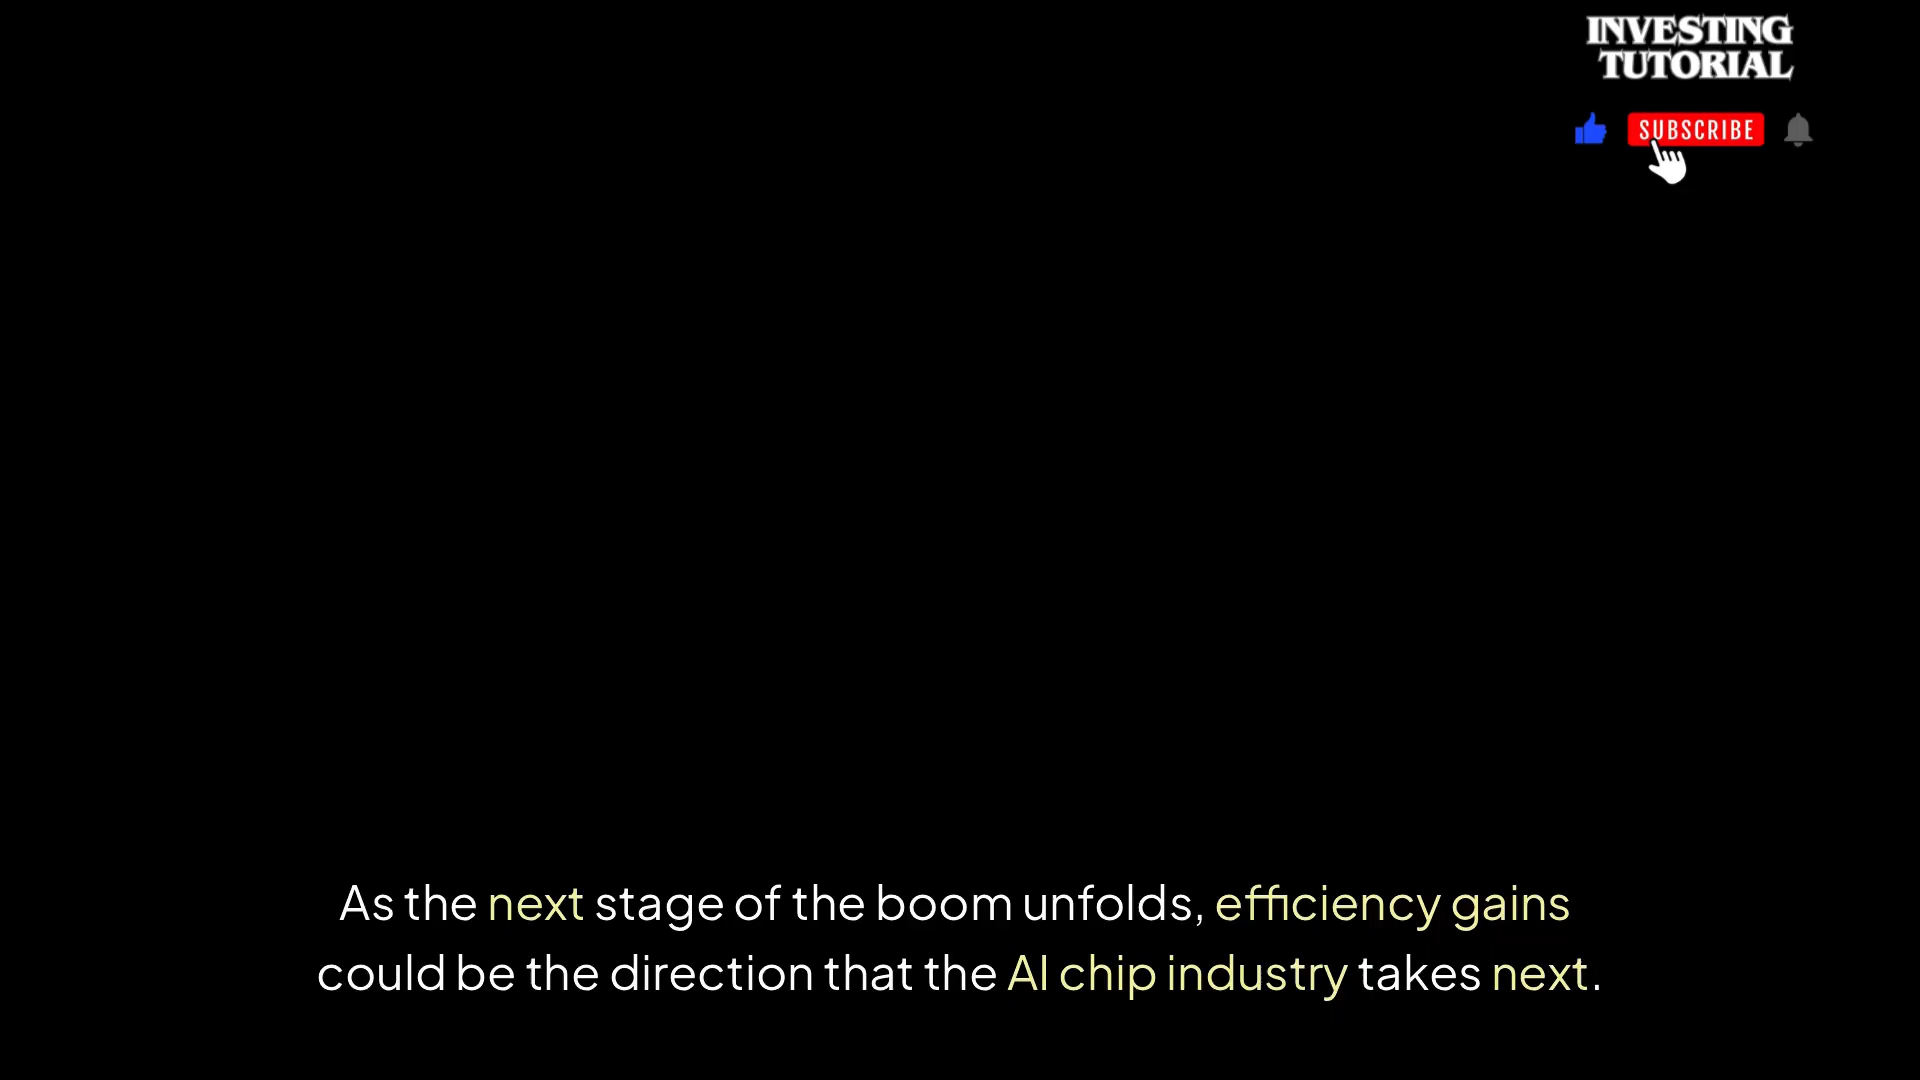 INVESTING
TUTORIAL
SUBSCRIBE
As the next stage of the boom unfolds, efficiency gains
could be the direction that the AI chip industry takes next.